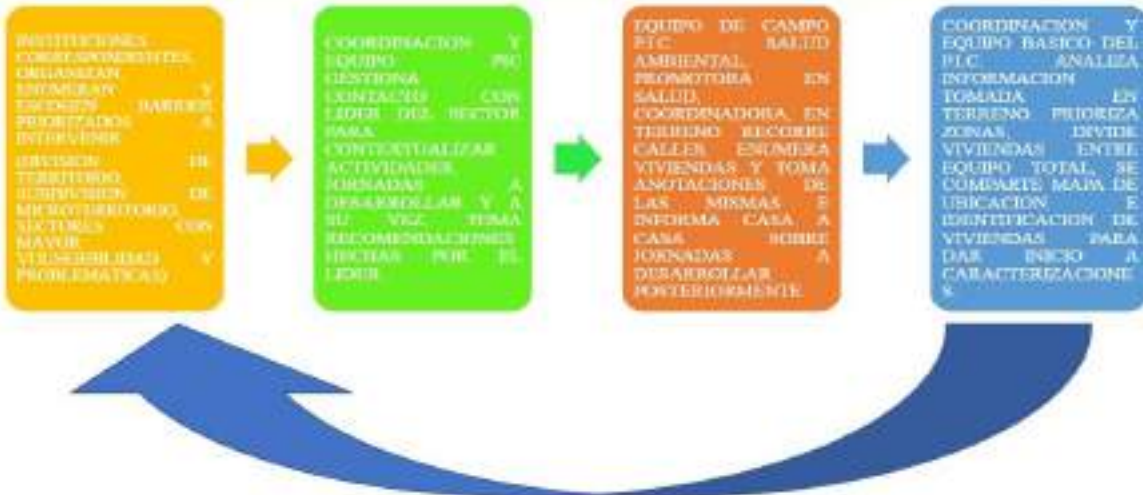 INSTITUCIONES
CORRESPONDIENTES,
ORGANIZAN
ENUMERAN Y
ESCOGEN BARRIOS
PRIORIZADOS A
INTERVENIR
(DIVISION DE
TERRITORIO,
SUBDIVISION DE
MICROTERRITORIO,
SECTORES CON
MAYOR
VULNERBILIDAD Y
PROBLEMATICAS)
COORDINACION Y
EQUIPO PIC
GESTIONA
CONTACTO CON
LIDER DEL SECTOR
PARA
CONTEXTUALIZAR
ACTIVIDADES
JORNADAS A
DESARROLLAR Y A
SU VEZ TOMA
RECOMENDACIONES
HECHAS POR EL
LIDER
EQUIPO DE CAMPO
P.I.C SALUD
AMBIENTAL,
PROMOTORA EN
SALUD,
COORDINADORA, EN
TERRENO RECORRE
CALLES, ENUMERA
VIVIENDAS Y TOMA
ANOTACIONES DE
LAS MISMAS E
INFORMA CASA A
CASA SOBRE
JORNADAS A
DESARROLLAR
POSTERIORMENTE
COORDINACION Y
EQUIPO BASICO DEL
P.I.C ANALIZA
INFORMACION
TOMADA EN
TERRENO PRIORIZA
ZONAS, DIVIDE
VIVIENDAS ENTRE
EQUIPO TOTAL, SE
COMPARTE MAPA DE
UBICACION E
IDENTIFICACION DE
VIVIENDAS PARA
DAR INICIO A
CARACTERIZACIONE
S